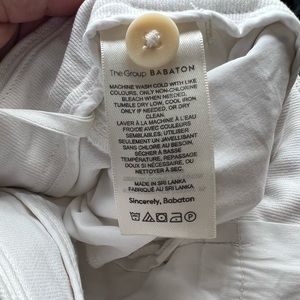 The Group BABATON
MACHINE WASH COLD WITH LIKE
COLOURS, ONLY NON-CHLORINE
BLEACH WHEN NEEDED,
TUMBLE DRY LOW, COOL IRON
ONLY IF NEEDED, OR DRY
CLEAN.
LAVER À LA MACHINE À L'EAU
FROIDE AVEC COULEURS
SEMBLABLES, UTILISER
SEULEMENT UN JAVELLISANT
SANS CHLORE AU BESOIN,
SÉCHER À BASSE
TEMPÉRATURE, REPASSAGE
DOUX SI NÉCESSAIRE, OU
NETTOYER À SEC.
MADE IN SRI LANKA
FABRIQUÉ AU SRI LANKA
Sincerely, Babaton